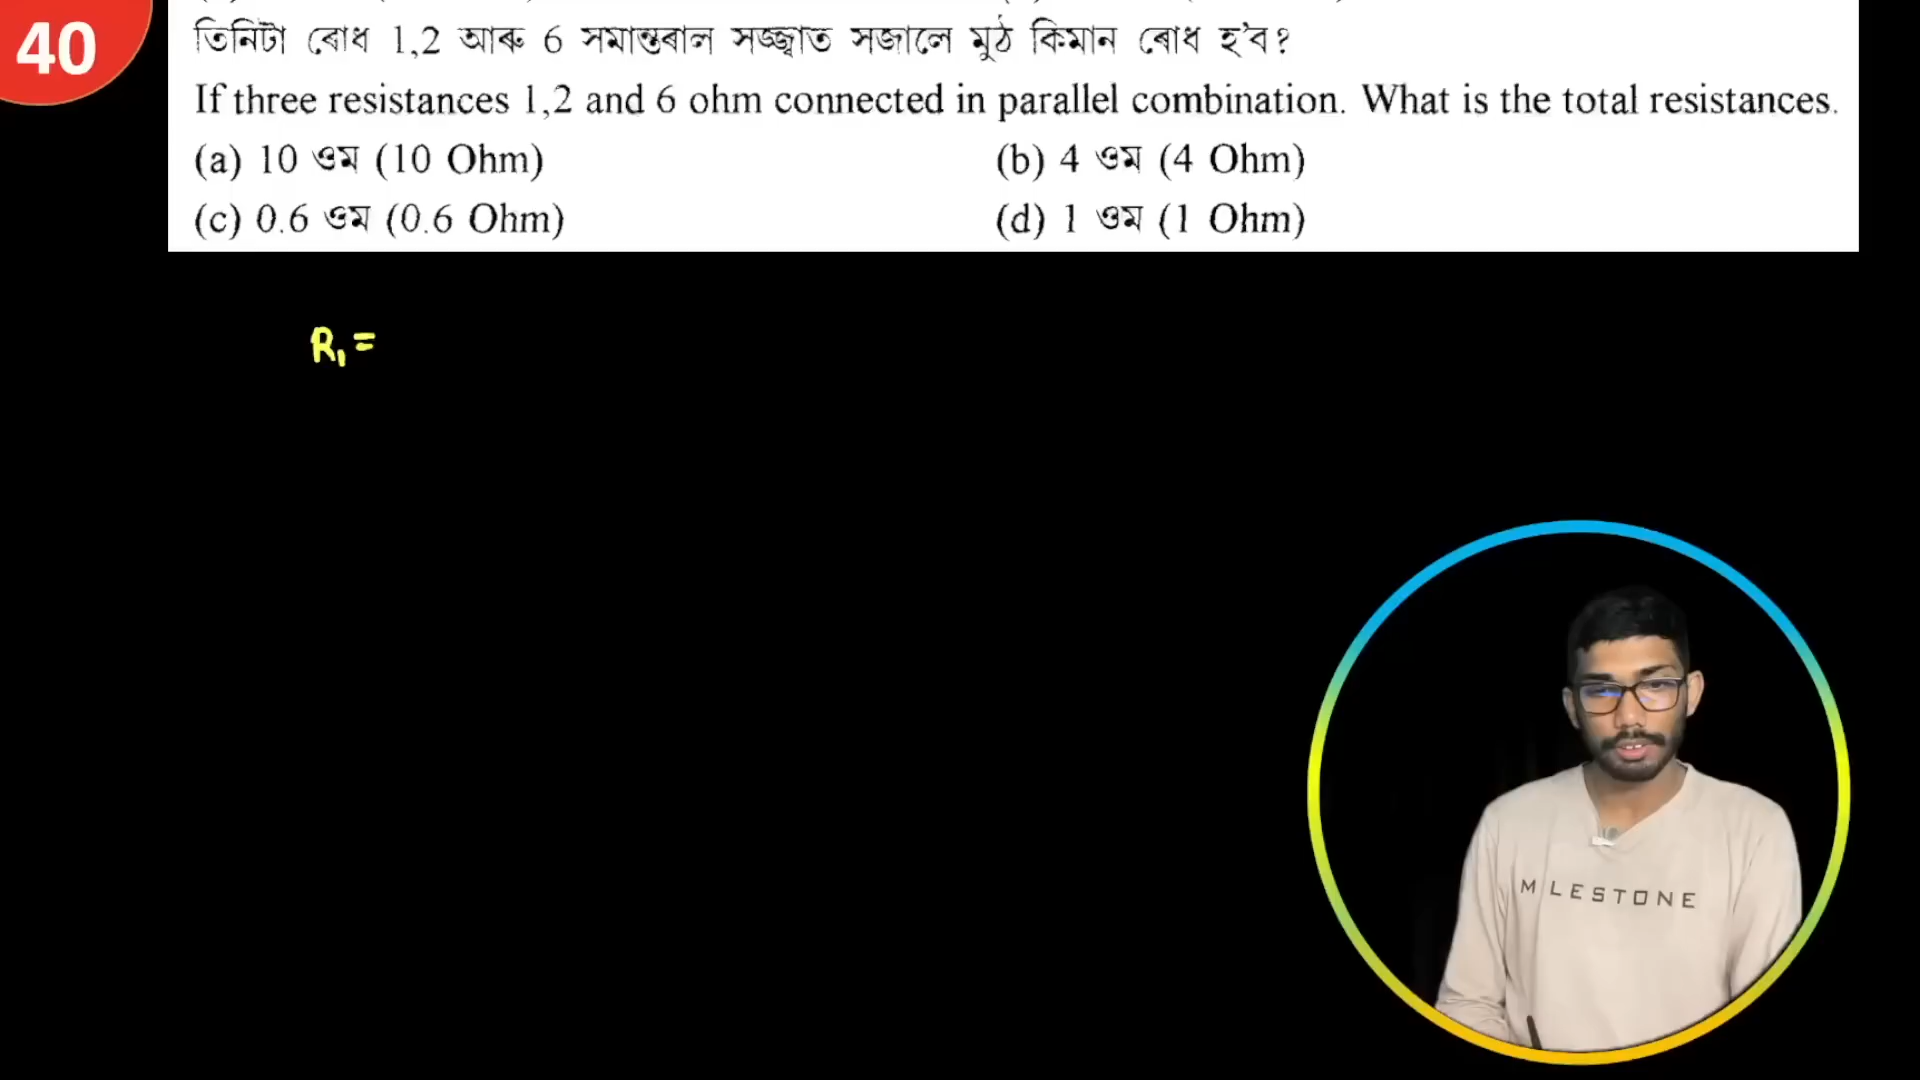 40
তিনিটা ৰোধ 1,2 আৰু 6 সমান্তৰাল সজ্জাত সজালে মুঠ কিমান ৰোধ হ'ব?
If three resistances 1,2 and 6 ohm connected in parallel combination. What is the total resistances.
(a) 10 ওম (10 Ohm) (b) 4 ওম (4 Ohm)
(c) 0.6 ওম (0.6 Ohm) (d) 1 ওম (1 Ohm)
R₁ =
MILESTONE